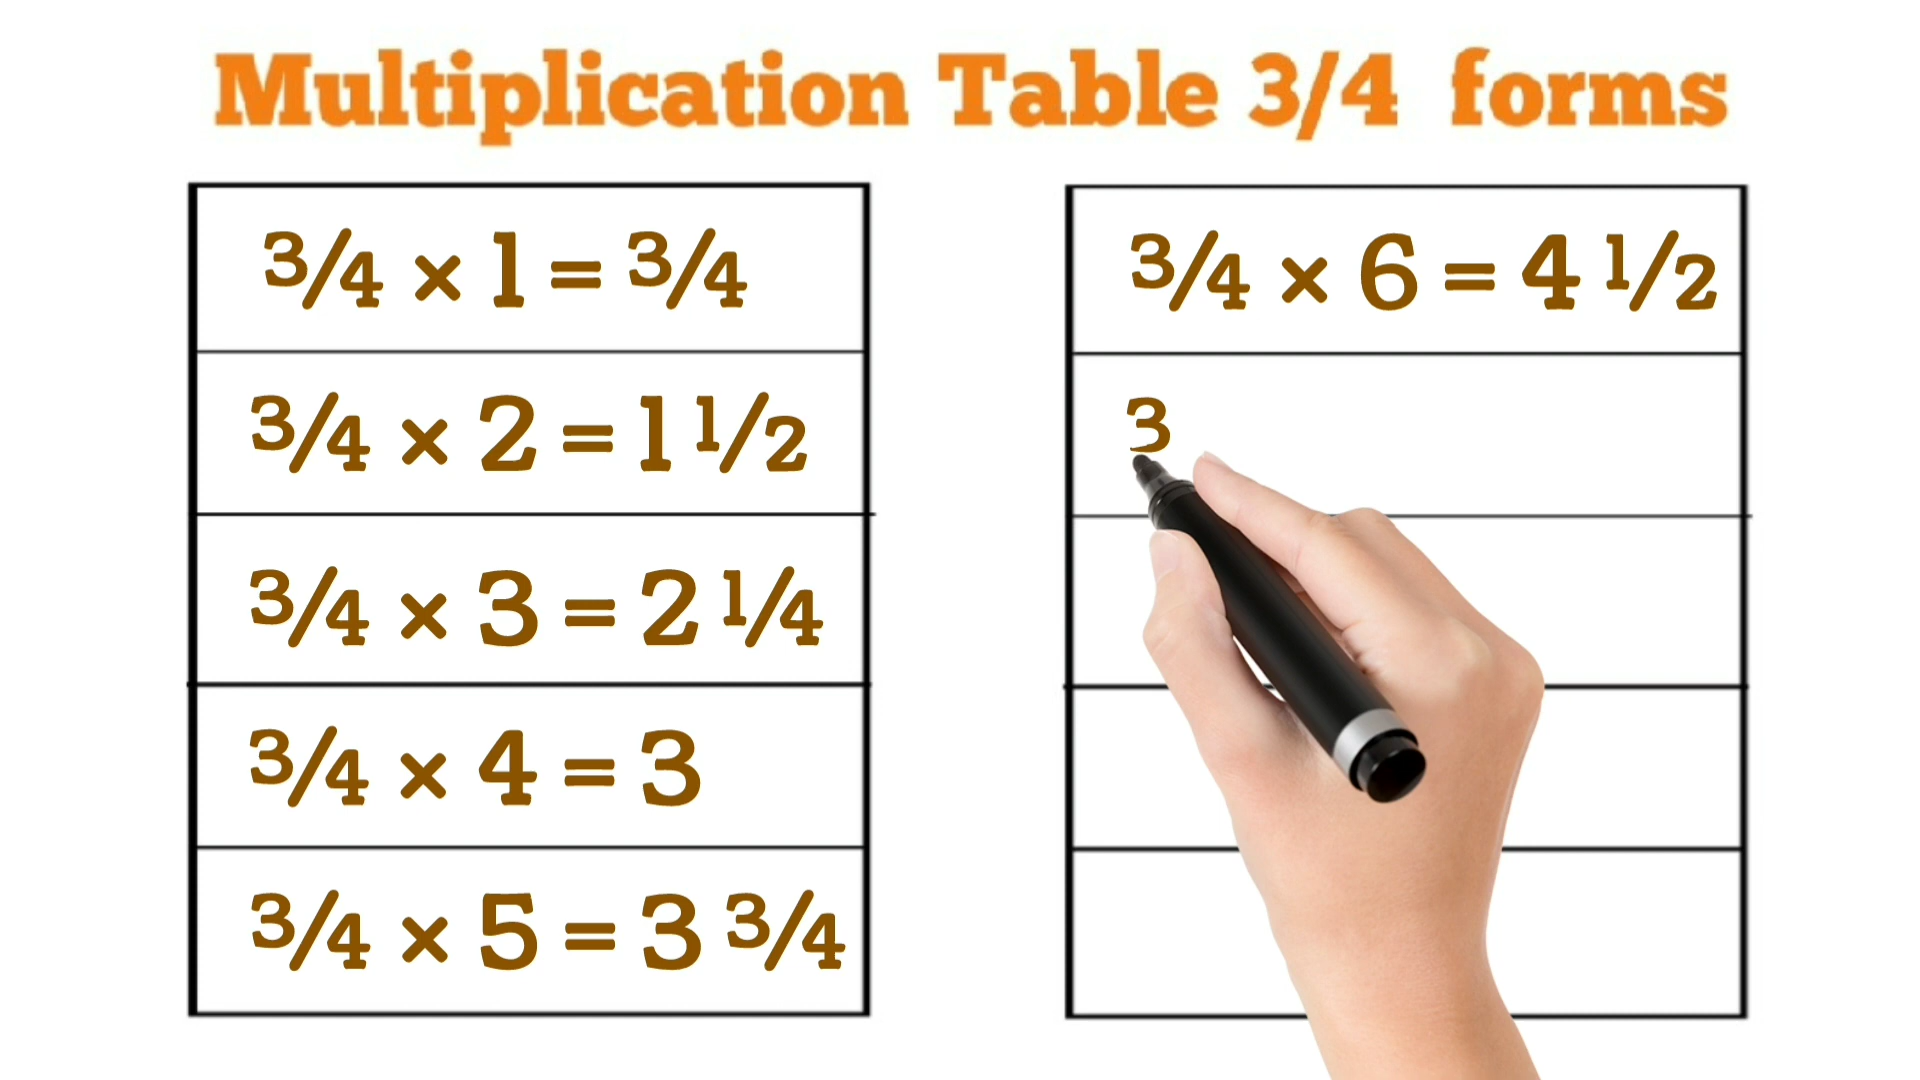 Multiplication Table 3/4 forms
3/4 × 1 = 3/4
3/4 × 2 = 1 1/2
3/4 × 3 = 2 1/4
3/4 × 4 = 3
3/4 × 5 = 3 3/4
3/4 × 6 = 4 1/2
3